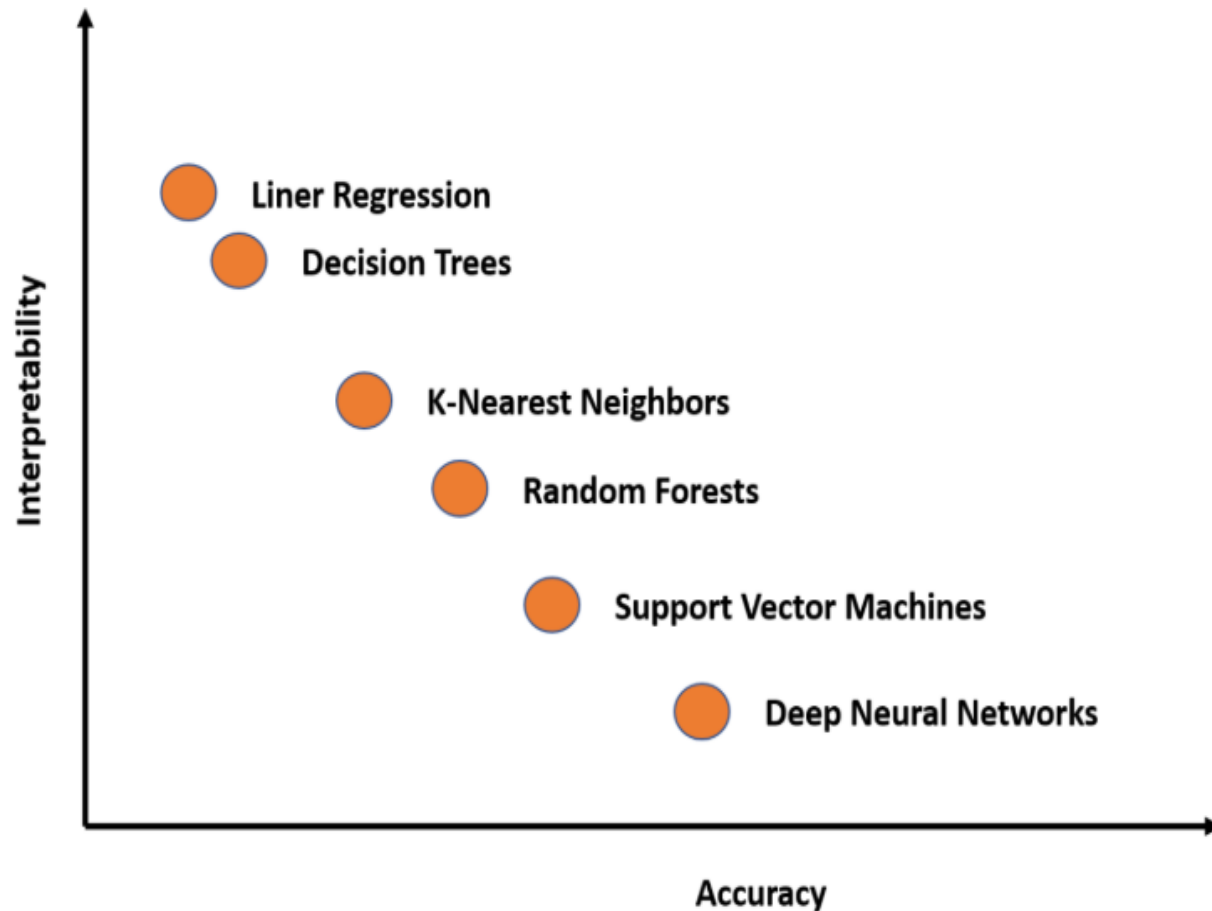 Liner Regression
Decision Trees
K-Nearest Neighbors
Random Forests
Support Vector Machines
Deep Neural Networks
Interpretability
Accuracy